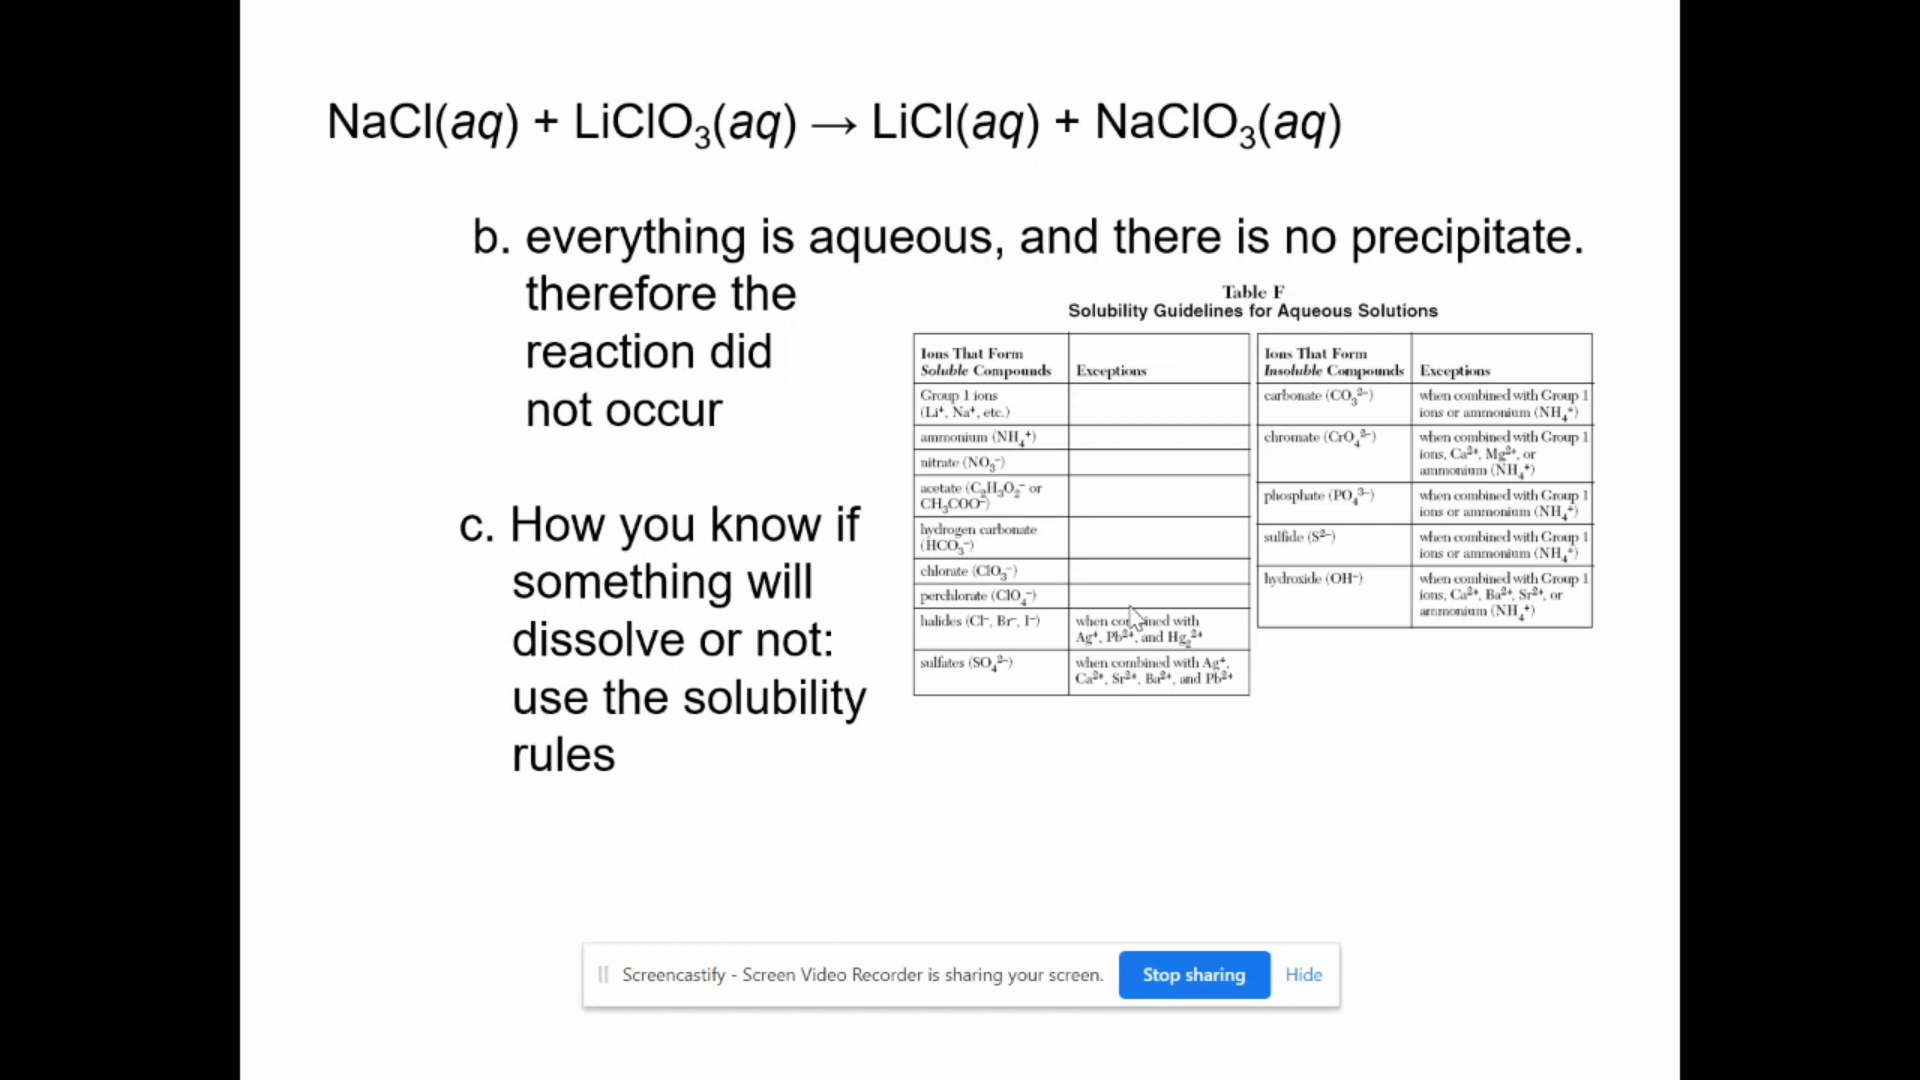 NaCl(aq) + LiClO₃(aq) → LiCl(aq) + NaClO₃(aq)
b. everything is aqueous, and there is no precipitate.
therefore the
reaction did
not occur
c. How you know if
something will
dissolve or not:
use the solubility
rules
Table F
Solubility Guidelines for Aqueous Solutions
Ions That Form
Soluble Compounds
Exceptions
Group 1 ions
(Li⁺, Na⁺, etc.)
ammonium (NH₄⁺)
nitrate (NO₃⁻)
acetate (C₂H₃O₂⁻ or
CH₃COO⁻)
hydrogen carbonate
(HCO₃⁻)
chlorate (ClO₃⁻)
perchlorate (ClO₄⁻)
halides (Cl⁻, Br⁻, I⁻)
when combined with
Ag⁺, Pb²⁺, and Hg₂²⁺
sulfates (SO₄²⁻)
when combined with Ag⁺,
Ca²⁺, Sr²⁺, Ba²⁺, and Pb²⁺
Ions That Form
Insoluble Compounds
Exceptions
carbonate (CO₃²⁻)
when combined with Group 1
ions or ammonium (NH₄⁺)
chromate (CrO₄²⁻)
when combined with Group 1
ions, Ca²⁺, Mg²⁺, or
ammonium (NH₄⁺)
phosphate (PO₄³⁻)
when combined with Group 1
ions or ammonium (NH₄⁺)
sulfide (S²⁻)
when combined with Group 1
ions or ammonium (NH₄⁺)
hydroxide (OH⁻)
when combined with Group 1
ions, Ca²⁺, Ba²⁺, Sr²⁺, or
ammonium (NH₄⁺)
Screencastify - Screen Video Recorder is sharing your screen.
Stop sharing
Hide